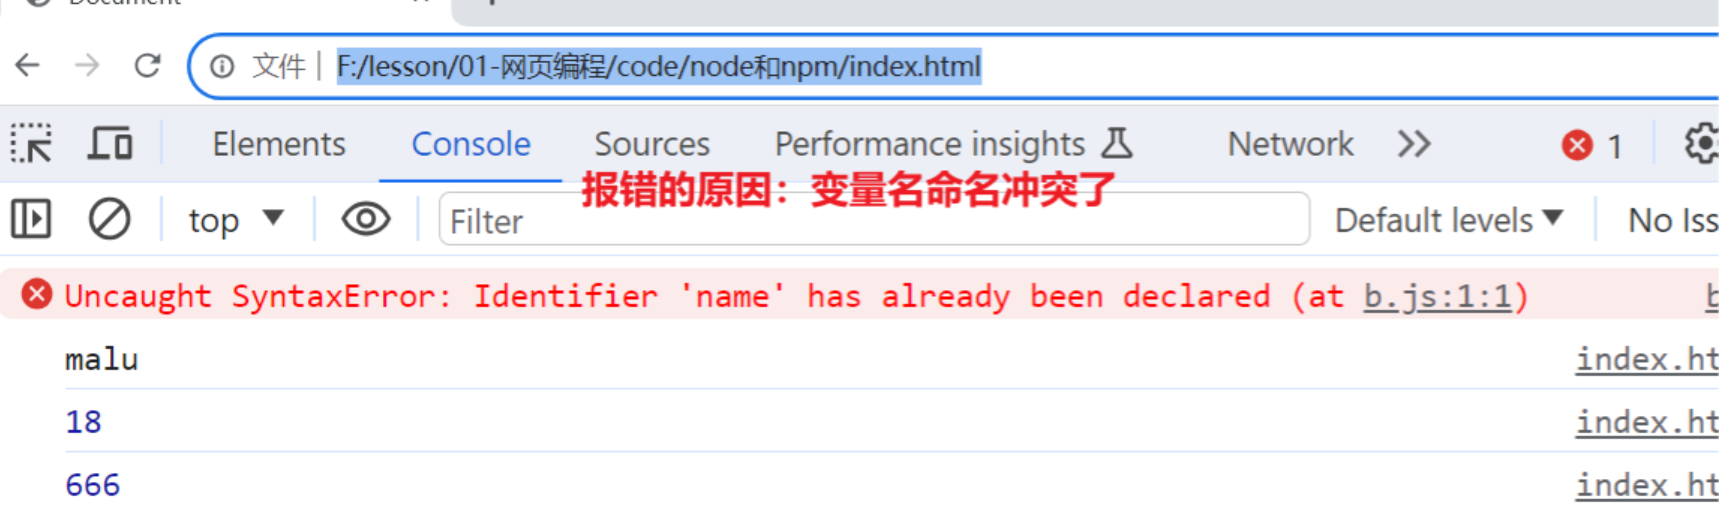 Document
文件 F:/lesson/01-网页编程/code/node和npm/index.html
Elements Console Sources Performance insights Network 1
报错的原因：变量名命名冲突了
top Filter Default levels No Iss
Uncaught SyntaxError: Identifier 'name' has already been declared (at b.js:1:1) b
malu index.ht
18 index.ht
666 index.ht